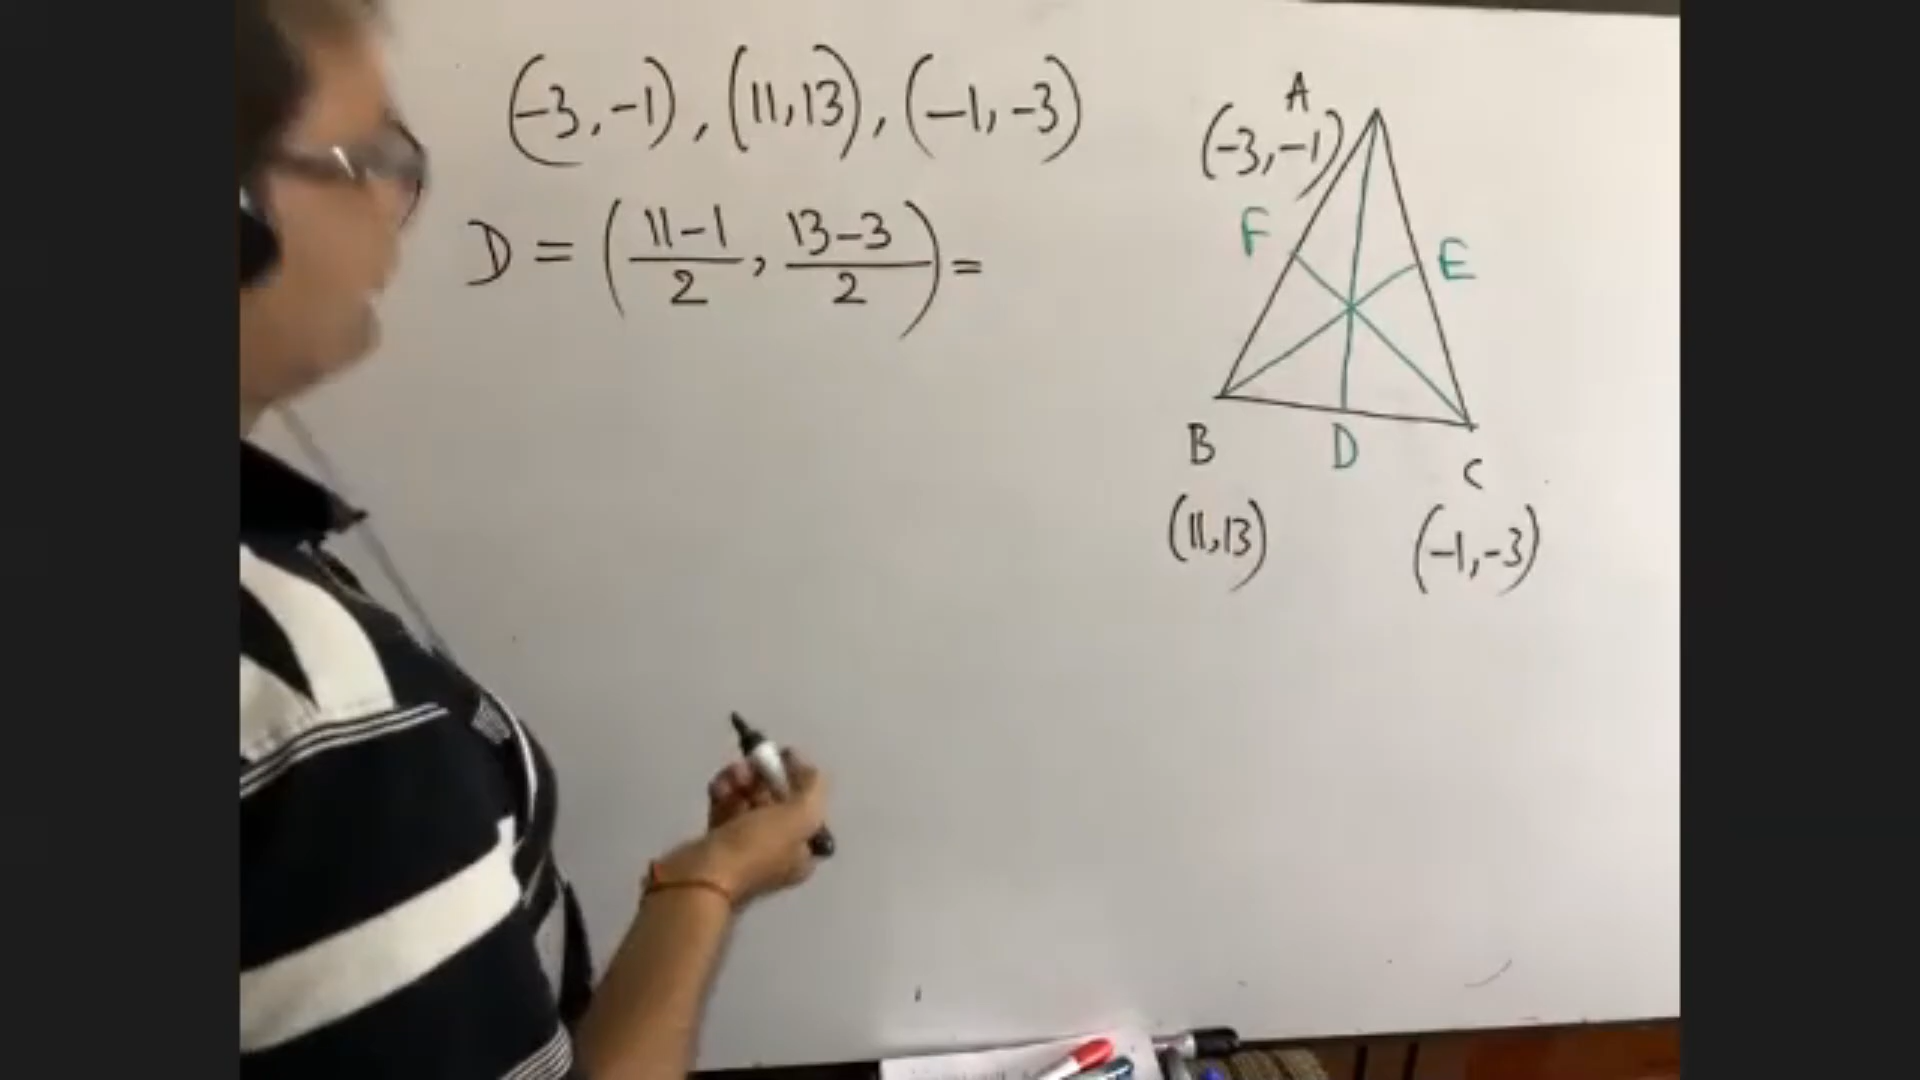 (-3,-1), (11,13), (-1,-3)
D = (11-1/2, 13-3/2) =
A
(-3,-1)
F
E
B
D
C
(11,13)
(-1,-3)